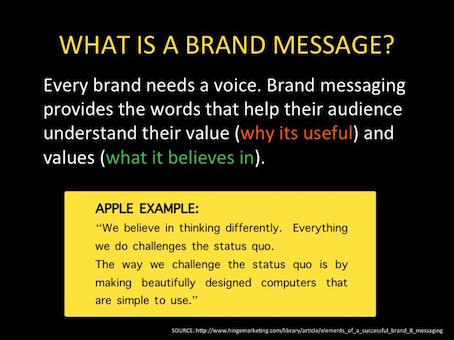 WHAT IS A BRAND MESSAGE?
Every brand needs a voice. Brand messaging
provides the words that help their audience
understand their value (why its useful) and
values (what it believes in).
APPLE EXAMPLE:
“We believe in thinking differently. Everything
we do challenges the status quo.
The way we challenge the status quo is by
making beautifully designed computers that
are simple to use.”
SOURCE: http://www.hingemarketing.com/library/article/elements_of_a_successful_brand_8_messaging